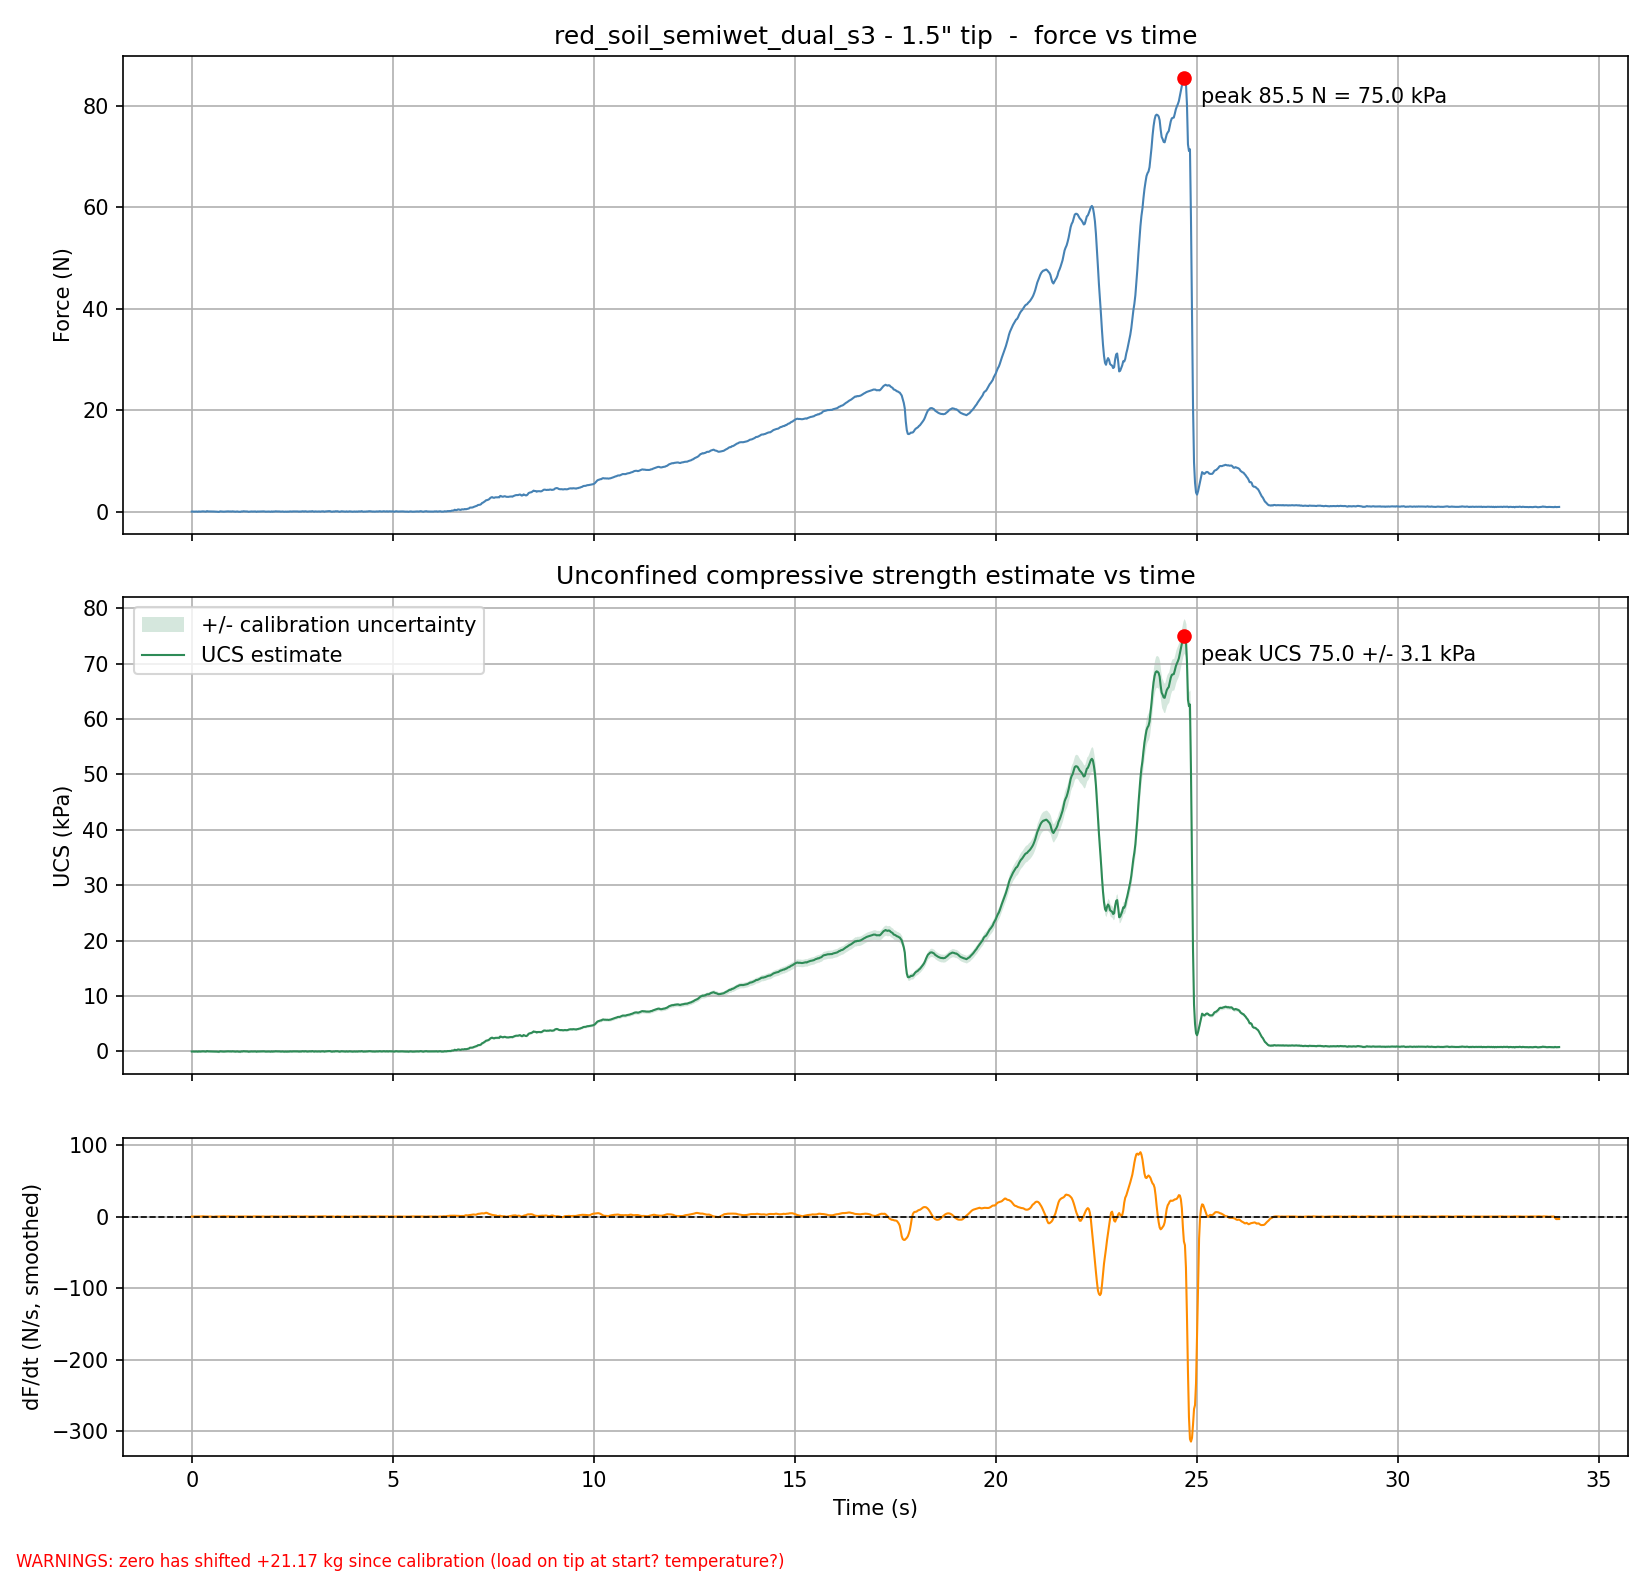 red_soil_semiwet_dual_s3 - 1.5" tip  -  force vs time
80
60
40
20
0
Force (N)
peak 85.5 N = 75.0 kPa
Unconfined compressive strength estimate vs time
80
70
60
50
40
30
20
10
0
UCS (kPa)
+/- calibration uncertainty
UCS estimate
peak UCS 75.0 +/- 3.1 kPa
100
0
−100
−200
−300
dF/dt (N/s, smoothed)
0 5 10 15 20 25 30 35
Time (s)
WARNINGS: zero has shifted +21.17 kg since calibration (load on tip at start? temperature?)